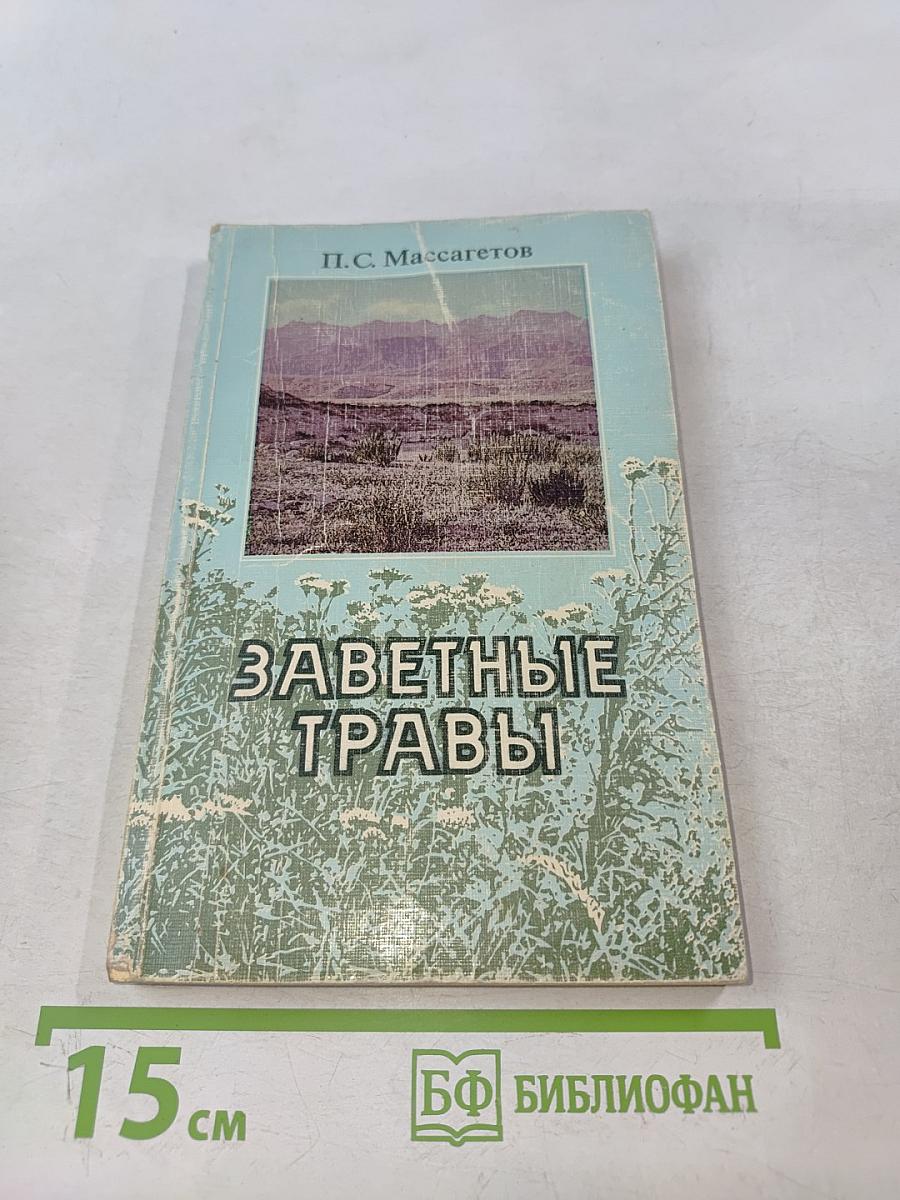 П.С. Массагетов
ЗАВЕТНЫЕ
ТРАВЫ
15 см
БФ БИБЛИОФАН